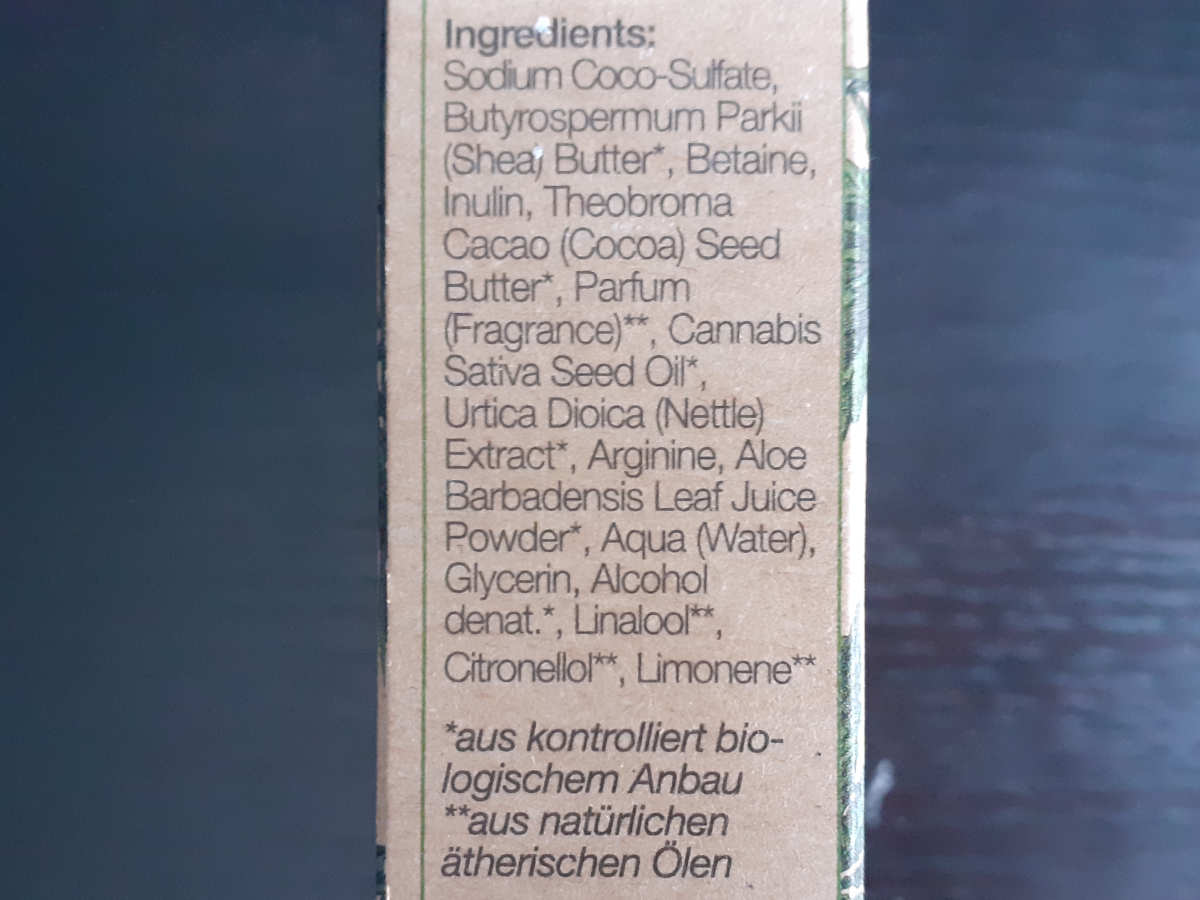 Ingredients:
Sodium Coco-Sulfate,
Butyrospermum Parkii
(Shea) Butter*, Betaine,
Inulin, Theobroma
Cacao (Cocoa) Seed
Butter*, Parfum
(Fragrance)**, Cannabis
Sativa Seed Oil*,
Urtica Dioica (Nettle)
Extract*, Arginine, Aloe
Barbadensis Leaf Juice
Powder*, Aqua (Water),
Glycerin, Alcohol
denat.*, Linalool**,
Citronellol**, Limonene**
*aus kontrolliert bio-
logischem Anbau
**aus natürlichen
ätherischen Ölen